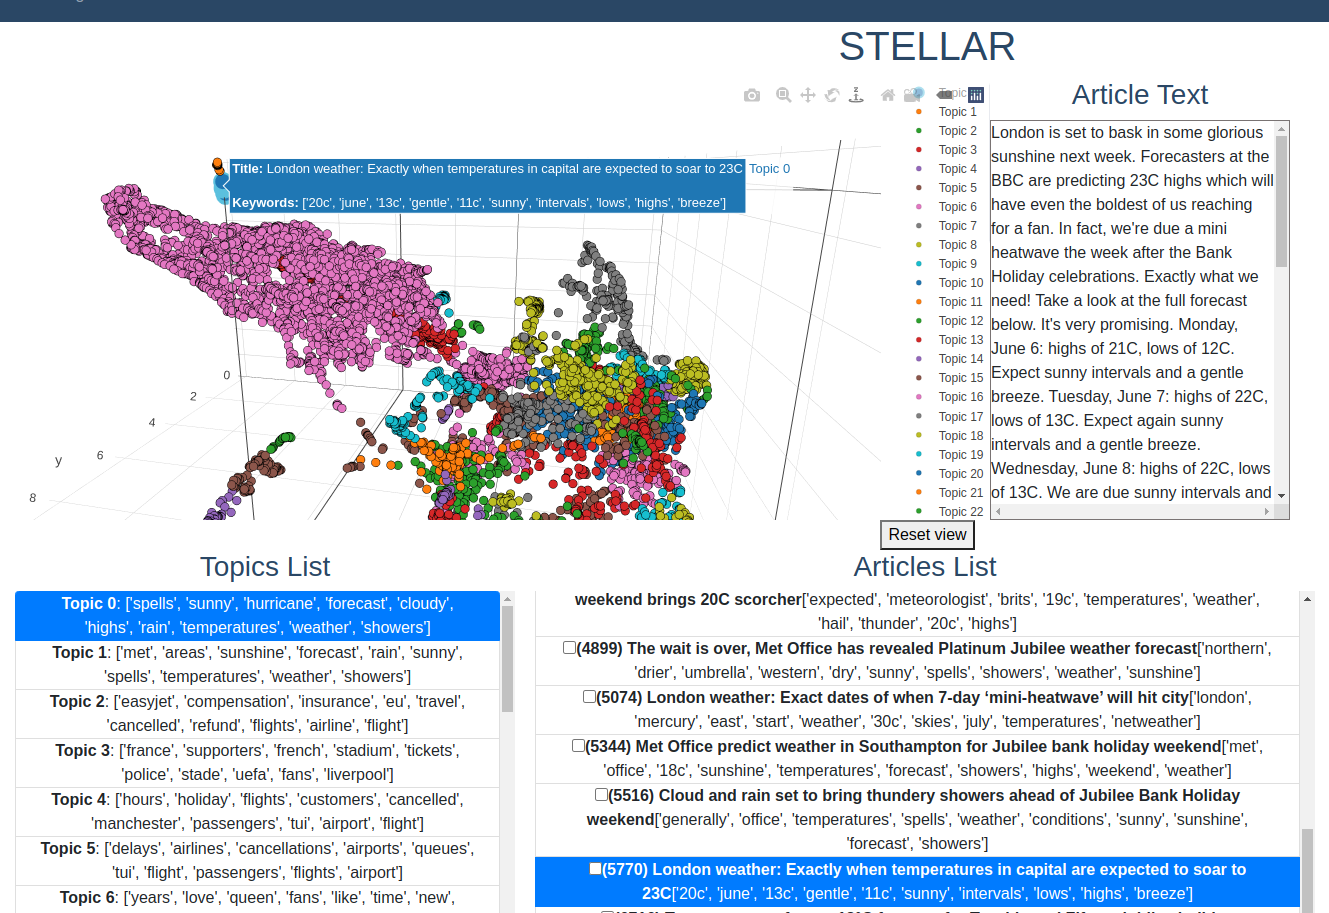 STELLAR
Article Text
Topic
Topic 1
Topic 2
Topic 3
Topic 4
Topic 5
Topic 6
Topic 7
Topic 8
Topic 9
Topic 10
Topic 11
Topic 12
Topic 13
Topic 14
Topic 15
Topic 16
Topic 17
Topic 18
Topic 19
Topic 20
Topic 21
Topic 22
Title: London weather: Exactly when temperatures in capital are expected to soar to 23C
Topic 0
Keywords: ['20c', 'june', '13c', 'gentle', '11c', 'sunny', 'intervals', 'lows', 'highs', 'breeze']
0
2
4
6
8
y
London is set to bask in some glorious
sunshine next week. Forecasters at the
BBC are predicting 23C highs which will
have even the boldest of us reaching
for a fan. In fact, we're due a mini
heatwave the week after the Bank
Holiday celebrations. Exactly what we
need! Take a look at the full forecast
below. It's very promising. Monday,
June 6: highs of 21C, lows of 12C.
Expect sunny intervals and a gentle
breeze. Tuesday, June 7: highs of 22C,
lows of 13C. Expect again sunny
intervals and a gentle breeze.
Wednesday, June 8: highs of 22C, lows
of 13C. We are due sunny intervals and
Reset view
Topics List
Topic 0: ['spells', 'sunny', 'hurricane', 'forecast', 'cloudy',
'highs', 'rain', 'temperatures', 'weather', 'showers']
Topic 1: ['met', 'areas', 'sunshine', 'forecast', 'rain', 'sunny',
'spells', 'temperatures', 'weather', 'showers']
Topic 2: ['easyjet', 'compensation', 'insurance', 'eu', 'travel',
'cancelled', 'refund', 'flights', 'airline', 'flight']
Topic 3: ['france', 'supporters', 'french', 'stadium', 'tickets',
'police', 'stade', 'uefa', 'fans', 'liverpool']
Topic 4: ['hours', 'holiday', 'flights', 'customers', 'cancelled',
'manchester', 'passengers', 'tui', 'airport', 'flight']
Topic 5: ['delays', 'airlines', 'cancellations', 'airports', 'queues',
'tui', 'flight', 'passengers', 'flights', 'airport']
Topic 6: ['years', 'love', 'queen', 'fans', 'like', 'time', 'new',
Articles List
weekend brings 20C scorcher['expected', 'meteorologist', 'brits', '19c', 'temperatures', 'weather',
'hail', 'thunder', '20c', 'highs']
(4899) The wait is over, Met Office has revealed Platinum Jubilee weather forecast['northern',
'drier', 'umbrella', 'western', 'dry', 'sunny', 'spells', 'showers', 'weather', 'sunshine']
(5074) London weather: Exact dates of when 7-day ‘mini-heatwave’ will hit city['london',
'mercury', 'east', 'start', 'weather', '30c', 'skies', 'july', 'temperatures', 'netweather']
(5344) Met Office predict weather in Southampton for Jubilee bank holiday weekend['met',
'office', '18c', 'sunshine', 'temperatures', 'forecast', 'showers', 'highs', 'weekend', 'weather']
(5516) Cloud and rain set to bring thundery showers ahead of Jubilee Bank Holiday
weekend['generally', 'office', 'temperatures', 'spells', 'weather', 'conditions', 'sunny', 'sunshine',
'forecast', 'showers']
(5770) London weather: Exactly when temperatures in capital are expected to soar to
23C['20c', 'june', '13c', 'gentle', '11c', 'sunny', 'intervals', 'lows', 'highs', 'breeze']